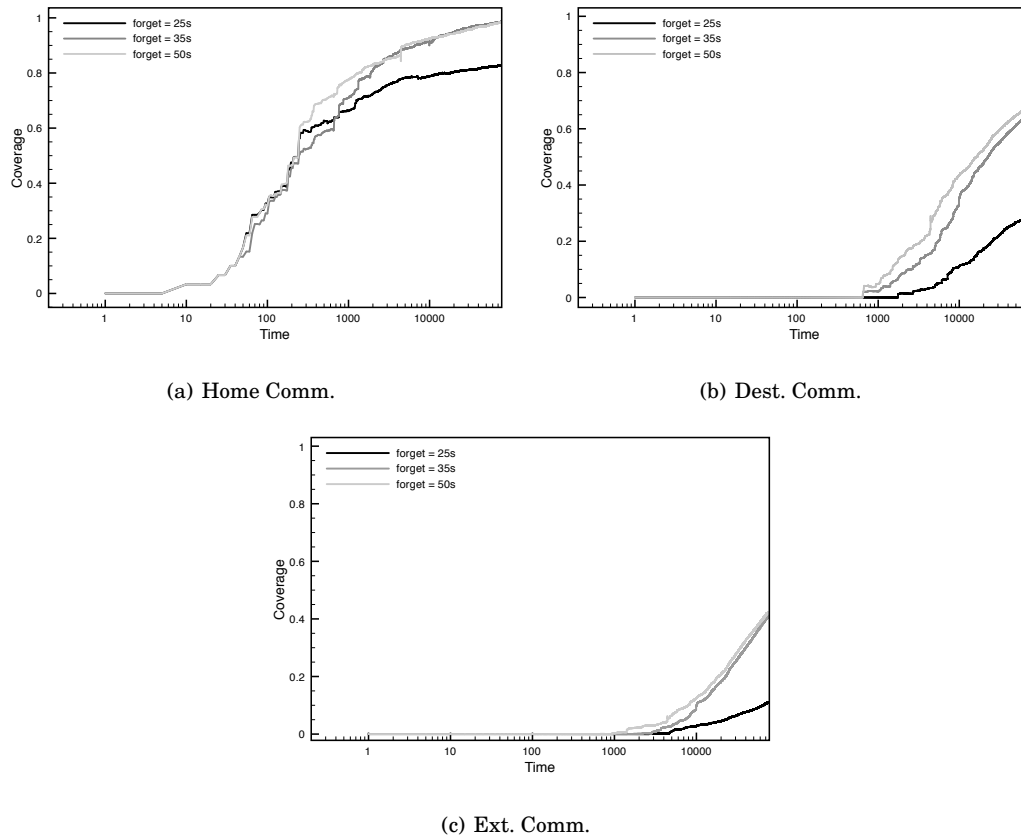 1
0.8
0.6
0.4
0.2
0
Coverage
forget = 25s
forget = 35s
forget = 50s
1 10 100 1000 10000
Time
(a) Home Comm.
1
0.8
0.6
0.4
0.2
0
Coverage
forget = 25s
forget = 35s
forget = 50s
1 10 100 1000 10000
Time
(b) Dest. Comm.
1
0.8
0.6
0.4
0.2
0
Coverage
forget = 25s
forget = 35s
forget = 50s
1 10 100 1000 10000
Time
(c) Ext. Comm.